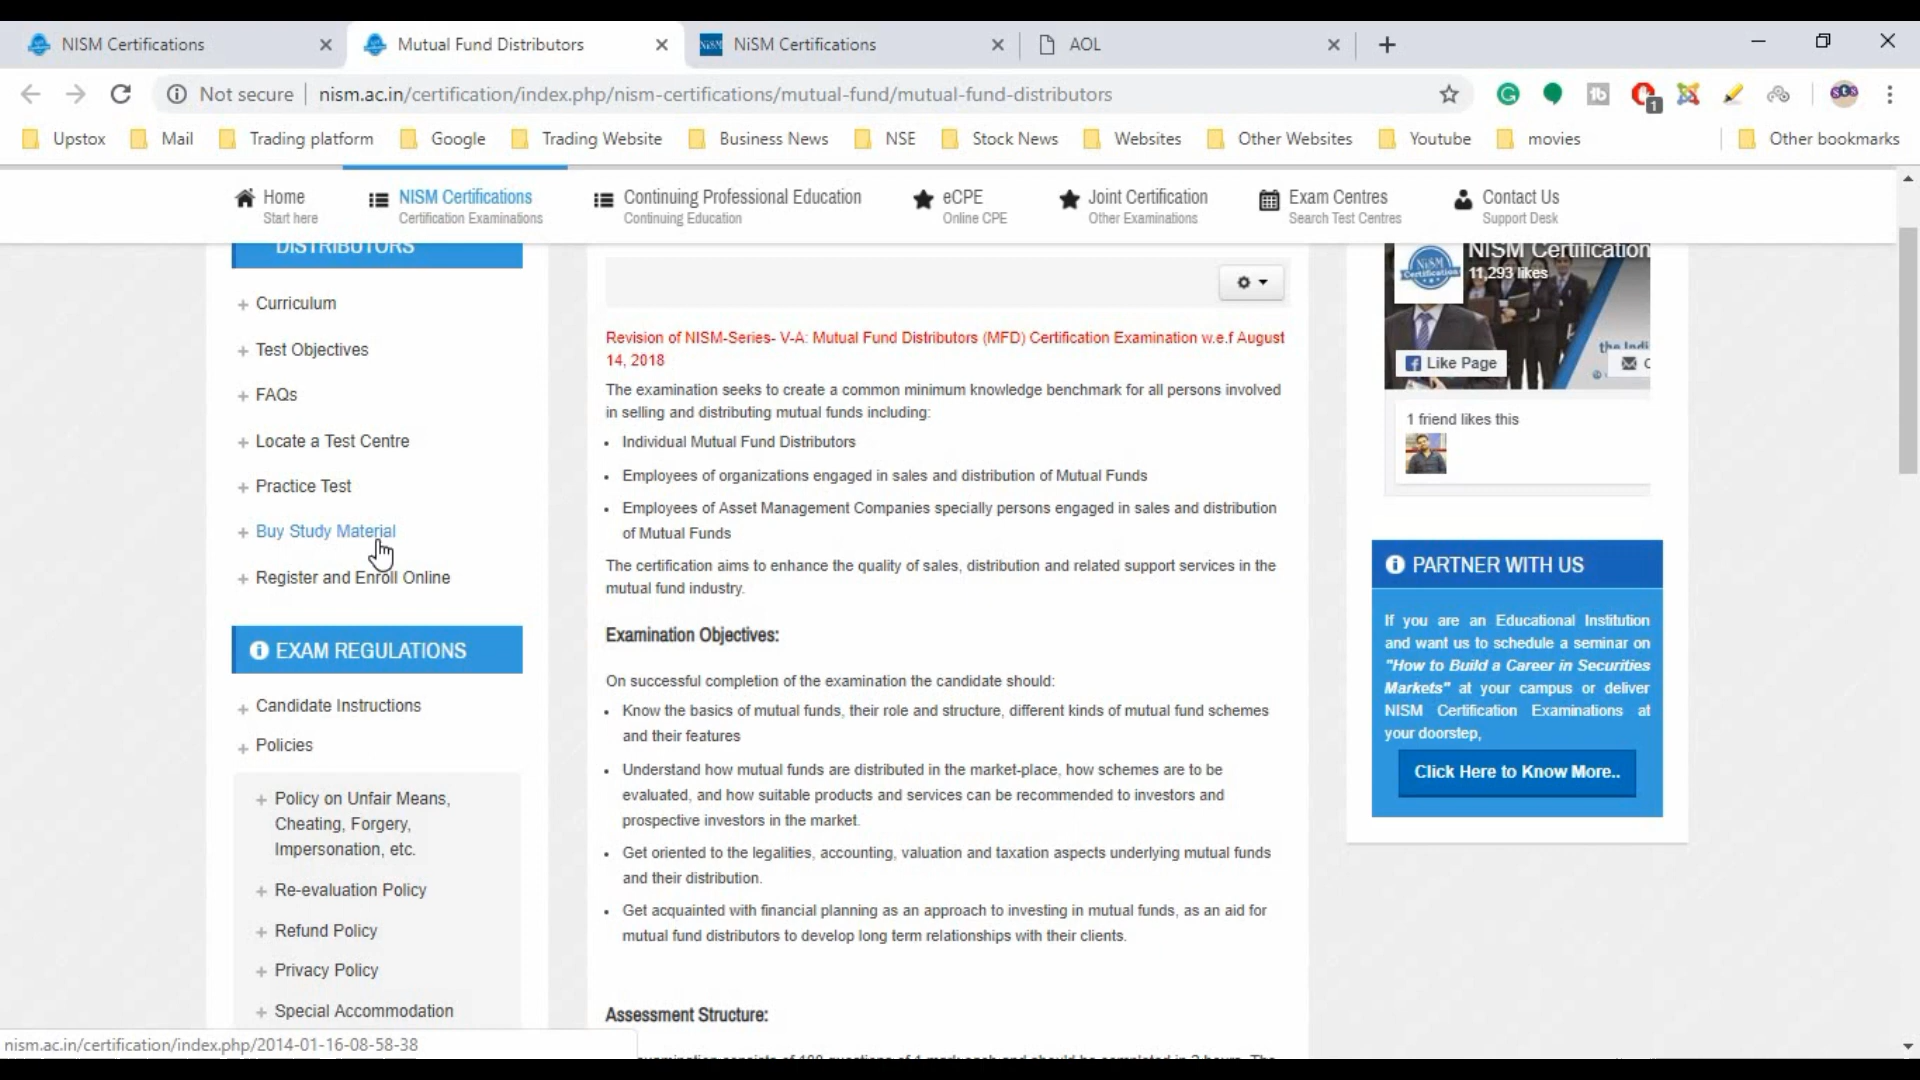 NISM Certifications
Mutual Fund Distributors
NiSM Certifications
AOL
Not secure
nism.ac.in/certification/index.php/nism-certifications/mutual-fund/mutual-fund-distributors
1
Upstox
Mail
Trading platform
Google
Trading Website
Business News
NSE
Stock News
Websites
Other Websites
Youtube
movies
Other bookmarks
Home
Start here
NISM Certifications
Certification Examinations
Continuing Professional Education
Continuing Education
eCPE
Online CPE
Joint Certification
Other Examinations
Exam Centres
Search Test Centres
Contact Us
Support Desk
DISTRIBUTORS
Curriculum
Test Objectives
FAQs
Locate a Test Centre
Practice Test
Buy Study Material
Register and Enroll Online
EXAM REGULATIONS
Candidate Instructions
Policies
Policy on Unfair Means,
Cheating, Forgery,
Impersonation, etc.
Re-evaluation Policy
Refund Policy
Privacy Policy
Special Accommodation
Revision of NISM-Series- V-A: Mutual Fund Distributors (MFD) Certification Examination w.e.f August
14, 2018
The examination seeks to create a common minimum knowledge benchmark for all persons involved
in selling and distributing mutual funds including:
Individual Mutual Fund Distributors
Employees of organizations engaged in sales and distribution of Mutual Funds
Employees of Asset Management Companies specially persons engaged in sales and distribution
of Mutual Funds
The certification aims to enhance the quality of sales, distribution and related support services in the
mutual fund industry.
Examination Objectives:
On successful completion of the examination the candidate should:
Know the basics of mutual funds, their role and structure, different kinds of mutual fund schemes
and their features
Understand how mutual funds are distributed in the market-place, how schemes are to be
evaluated, and how suitable products and services can be recommended to investors and
prospective investors in the market.
Get oriented to the legalities, accounting, valuation and taxation aspects underlying mutual funds
and their distribution.
Get acquainted with financial planning as an approach to investing in mutual funds, as an aid for
mutual fund distributors to develop long term relationships with their clients.
Assessment Structure:
NISM Certification
11,293 likes
NiSM
Certification
the Indi
Like Page
1 friend likes this
PARTNER WITH US
If you are an Educational Institution
and want us to schedule a seminar on
"How to Build a Career in Securities
Markets" at your campus or deliver
NISM Certification Examinations at
your doorstep,
Click Here to Know More..
nism.ac.in/certification/index.php/2014-01-16-08-58-38